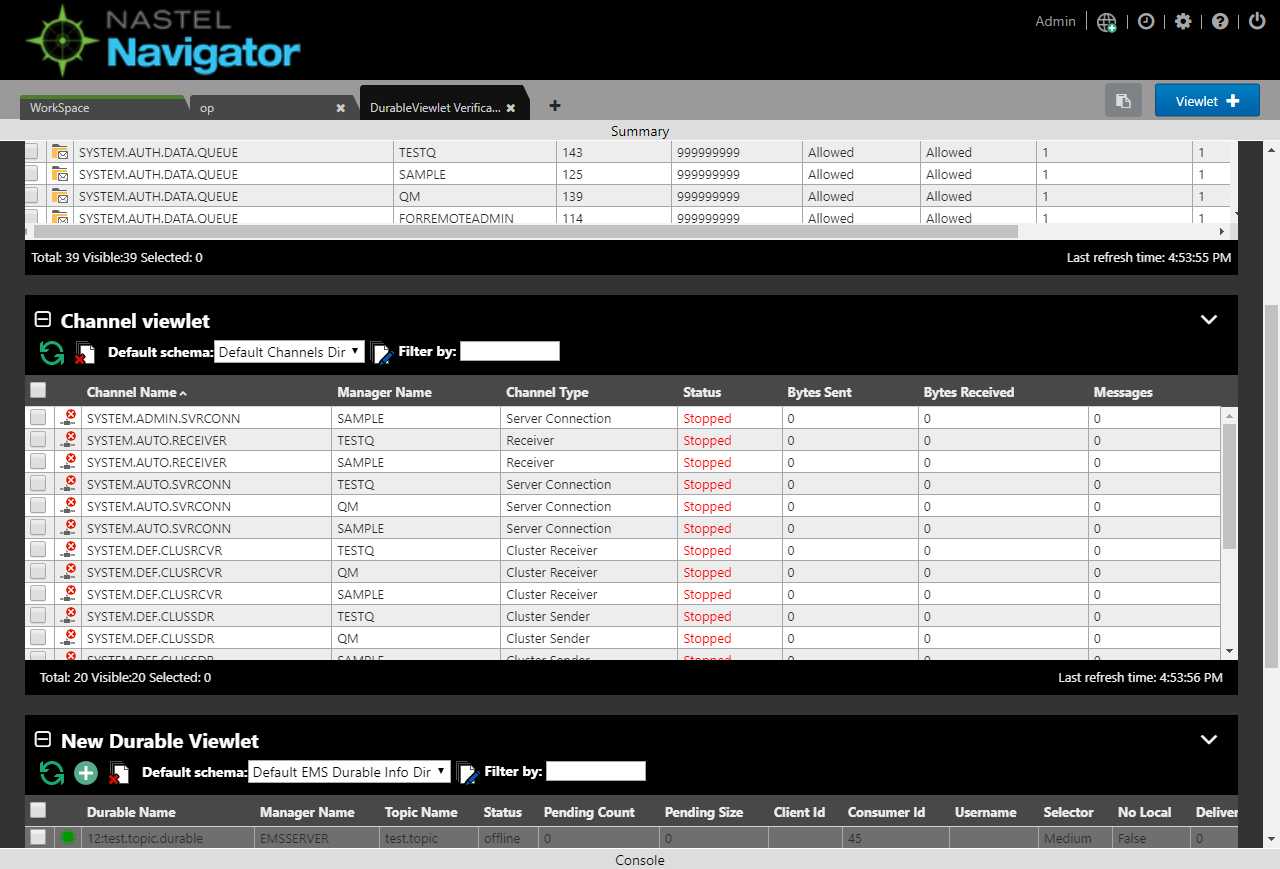 NASTEL
Navigator
Admin
WorkSpace
op
DurableViewlet Verifica...
Viewlet
Summary
SYSTEM.AUTH.DATA.QUEUE TESTQ 143 999999999 Allowed Allowed 1 1
SYSTEM.AUTH.DATA.QUEUE SAMPLE 125 999999999 Allowed Allowed 1 1
SYSTEM.AUTH.DATA.QUEUE QM 139 999999999 Allowed Allowed 1 1
SYSTEM.AUTH.DATA.QUEUE FORREMOTEADMIN 114 999999999 Allowed Allowed 1 1
Total: 39 Visible:39 Selected: 0 Last refresh time: 4:53:55 PM
Channel viewlet
Default schema: Default Channels Dir Filter by:
Channel Name Manager Name Channel Type Status Bytes Sent Bytes Received Messages
SYSTEM.ADMIN.SVRCONN SAMPLE Server Connection Stopped 0 0 0
SYSTEM.AUTO.RECEIVER TESTQ Receiver Stopped 0 0 0
SYSTEM.AUTO.RECEIVER SAMPLE Receiver Stopped 0 0 0
SYSTEM.AUTO.SVRCONN TESTQ Server Connection Stopped 0 0 0
SYSTEM.AUTO.SVRCONN QM Server Connection Stopped 0 0 0
SYSTEM.AUTO.SVRCONN SAMPLE Server Connection Stopped 0 0 0
SYSTEM.DEF.CLUSRCVR TESTQ Cluster Receiver Stopped 0 0 0
SYSTEM.DEF.CLUSRCVR QM Cluster Receiver Stopped 0 0 0
SYSTEM.DEF.CLUSRCVR SAMPLE Cluster Receiver Stopped 0 0 0
SYSTEM.DEF.CLUSSDR TESTQ Cluster Sender Stopped 0 0 0
SYSTEM.DEF.CLUSSDR QM Cluster Sender Stopped 0 0 0
SYSTEM.DEF.CLUSSDR SAMPLE Cluster Sender Stopped 0 0 0
Total: 20 Visible:20 Selected: 0 Last refresh time: 4:53:56 PM
New Durable Viewlet
Default schema: Default EMS Durable Info Dir Filter by:
Durable Name Manager Name Topic Name Status Pending Count Pending Size Client Id Consumer Id Username Selector No Local Deliver
12:test.topic.durable EMSSERVER test.topic offline 0 0 45 Medium False 0
Console